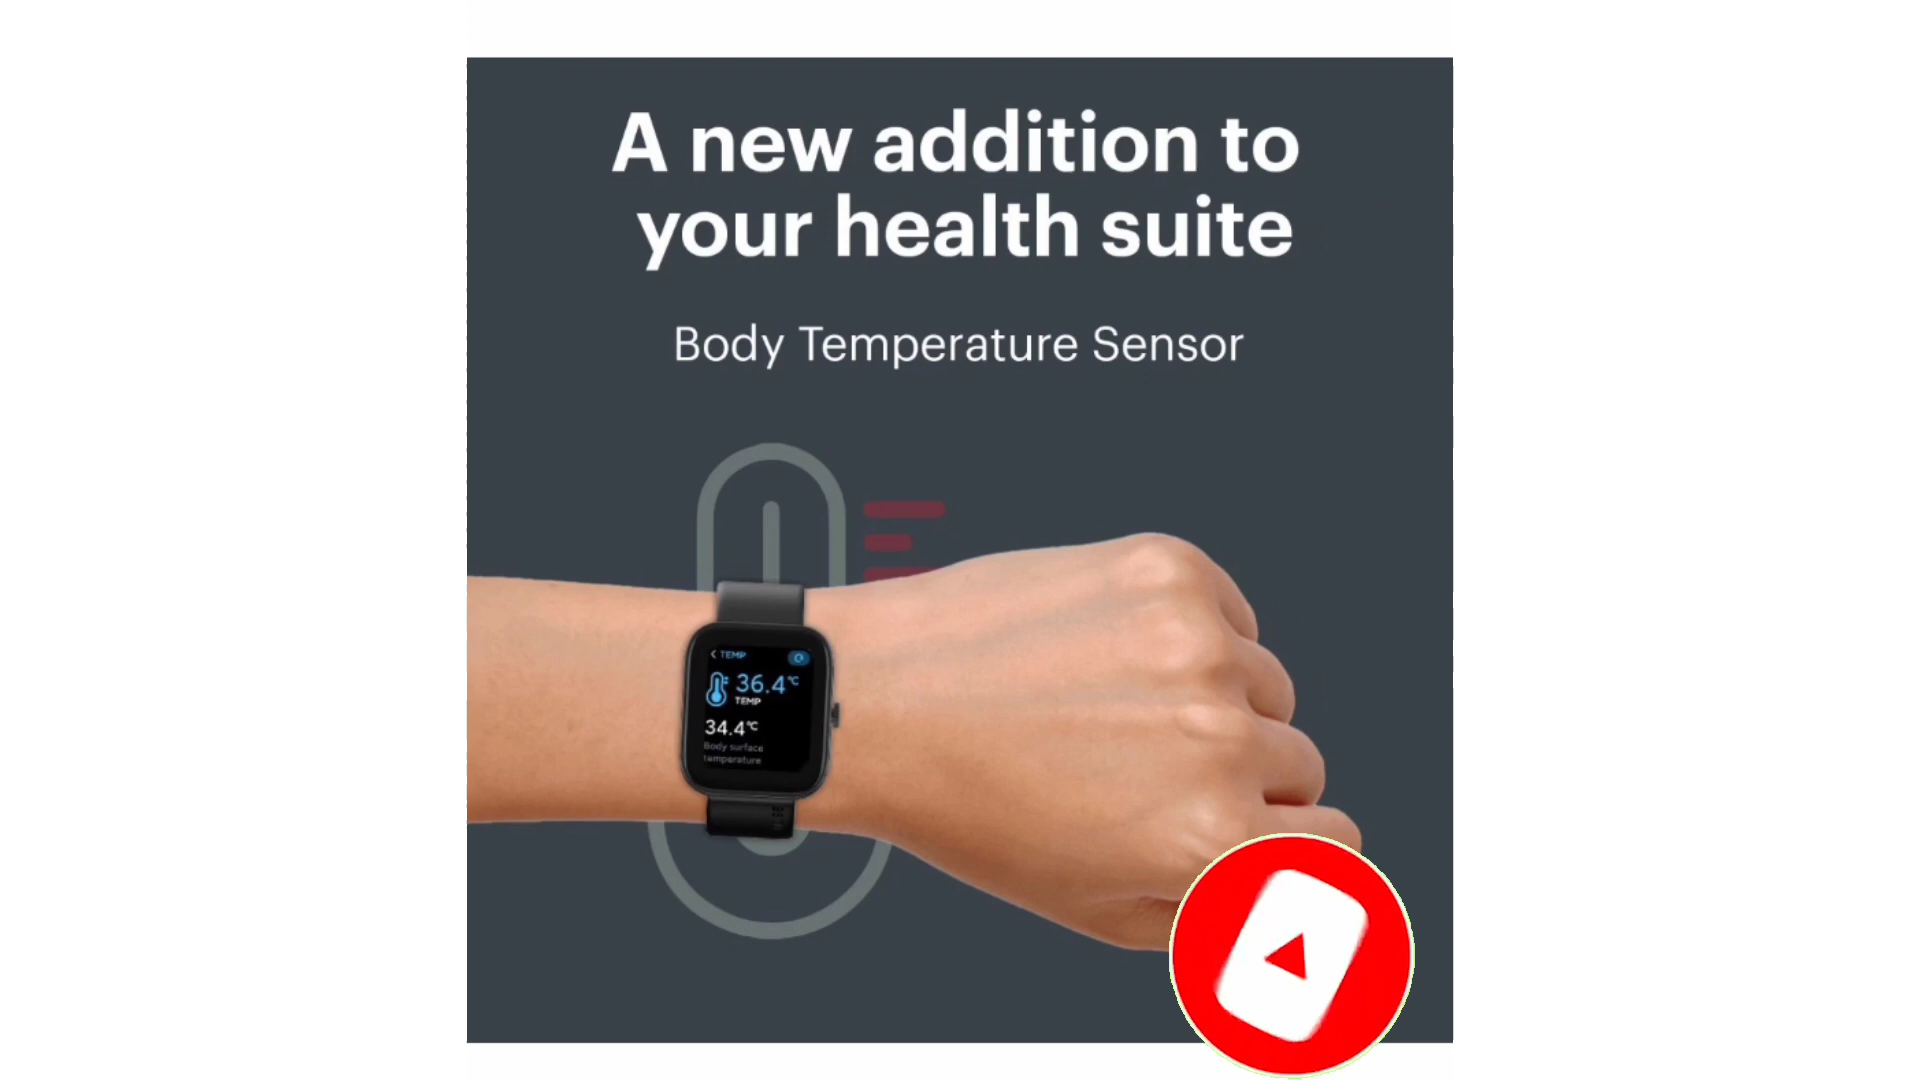 A new addition to
your health suite
Body Temperature Sensor
< TEMP
36.4℃
TEMP
34.4℃
Body surface
temperature